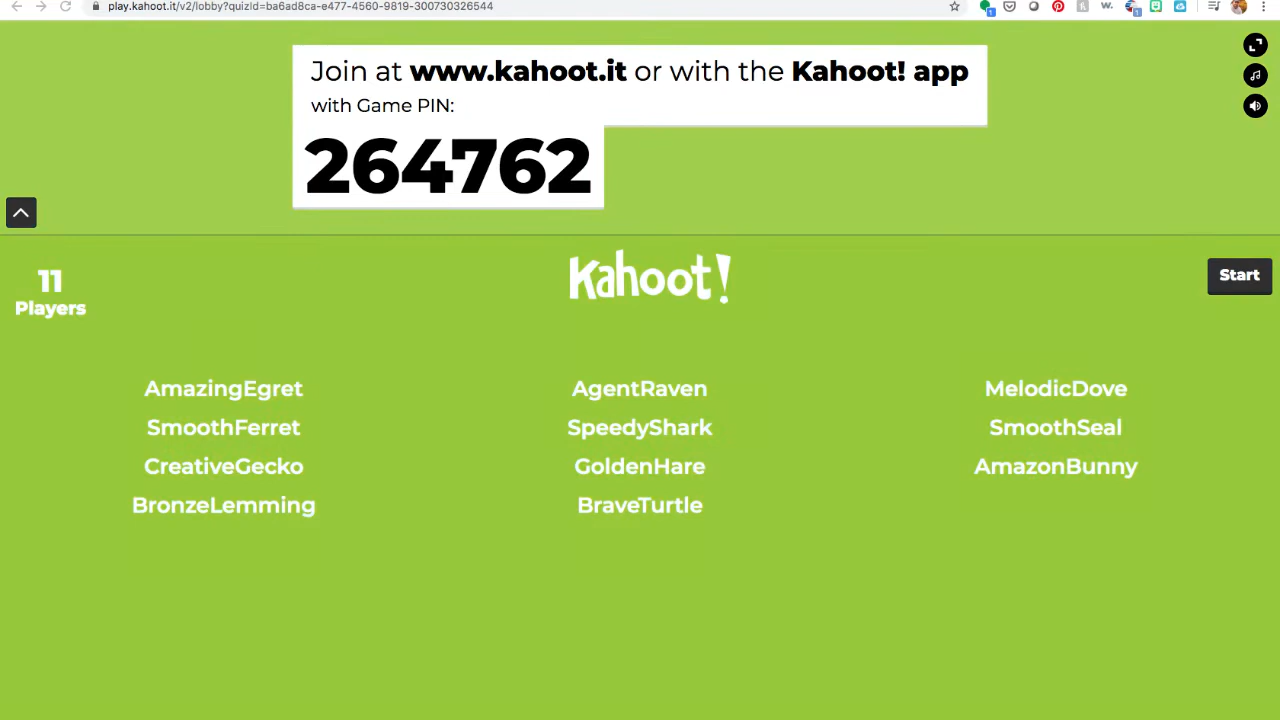 play.kahoot.it/v2/lobby?quizId=ba6ad8ca-e477-4560-9819-300730326544
Join at www.kahoot.it or with the Kahoot! app
with Game PIN:
264762
11
Players
Kahoot!
Start
AmazingEgret AgentRaven MelodicDove
SmoothFerret SpeedyShark SmoothSeal
CreativeGecko GoldenHare AmazonBunny
BronzeLemming BraveTurtle